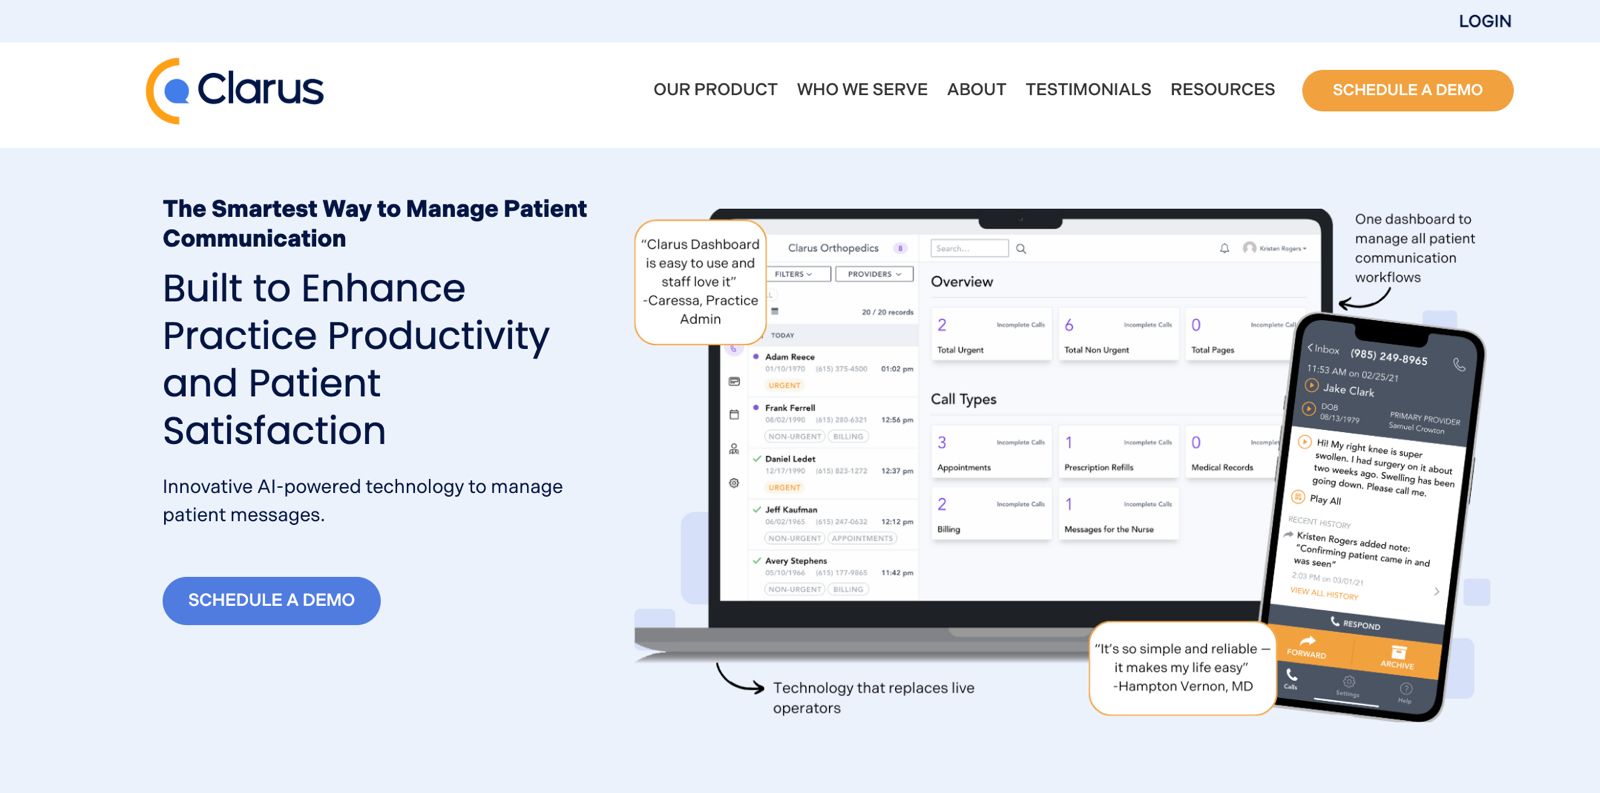 LOGIN
Clarus
OUR PRODUCT
WHO WE SERVE
ABOUT
TESTIMONIALS
RESOURCES
SCHEDULE A DEMO
The Smartest Way to Manage Patient
Communication
Built to Enhance
Practice Productivity
and Patient
Satisfaction
Innovative AI-powered technology to manage
patient messages.
SCHEDULE A DEMO
“Clarus Dashboard
is easy to use and
staff love it”
-Caressa, Practice
Admin
Clarus Orthopedics 8
FILTERS
PROVIDERS
20 / 20 records
TODAY
Adam Reece
01/10/1970 (615) 375-4500 01:02 pm
URGENT
Frank Ferrell
08/02/1990 (615) 280-6321 12:56 pm
NON-URGENT BILLING
Daniel Ledet
12/17/1990 (615) 823-1272 12:37 pm
URGENT
Jeff Kaufman
06/02/1965 (615) 247-0632 12:12 pm
NON-URGENT APPOINTMENTS
Avery Stephens
05/10/1966 (615) 177-9865 11:42 pm
NON-URGENT BILLING
Search...
Kristen Rogers
Overview
2 Incomplete Calls
Total Urgent
6 Incomplete Calls
Total Non Urgent
0 Incomplete Calls
Total Pages
Call Types
3 Incomplete Calls
Appointments
1 Incomplete Calls
Prescription Refills
0 Incomplete
Medical Records
2 Incomplete Calls
Billing
1 Incomplete Calls
Messages for the Nurse
One dashboard to
manage all patient
communication
workflows
Inbox (985) 249-8965
11:53 AM on 02/25/21
Jake Clark
DOB
08/13/1979
PRIMARY PROVIDER
Samuel Crowton
Hi! My right knee is super
swollen. I had surgery on it about
two weeks ago. Swelling has been
going down. Please call me.
Play All
RECENT HISTORY
Kristen Rogers added note:
“Confirming patient came in and
was seen”
2:03 PM on 03/01/21
VIEW ALL HISTORY
RESPOND
FORWARD
ARCHIVE
Calls
Settings
Help
“It’s so simple and reliable —
it makes my life easy”
-Hampton Vernon, MD
Technology that replaces live
operators